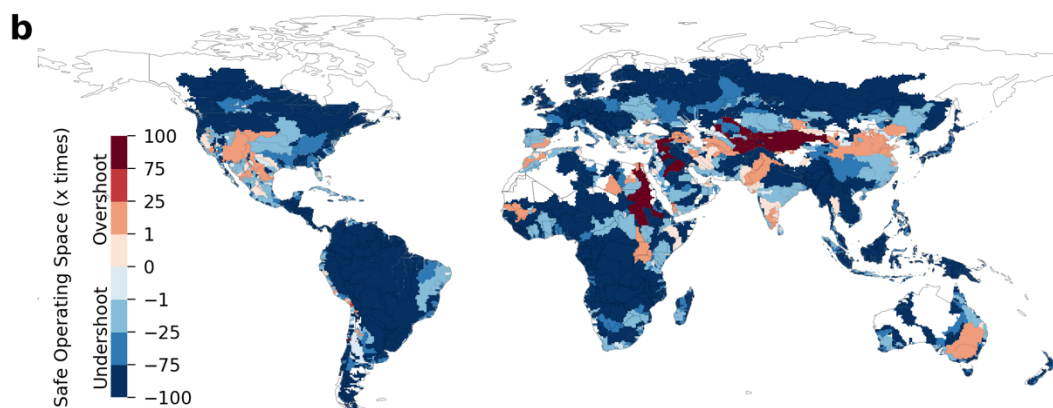 b
Safe Operating Space (x times)
Undershoot
Overshoot
100
75
25
1
0
−1
−25
−75
−100